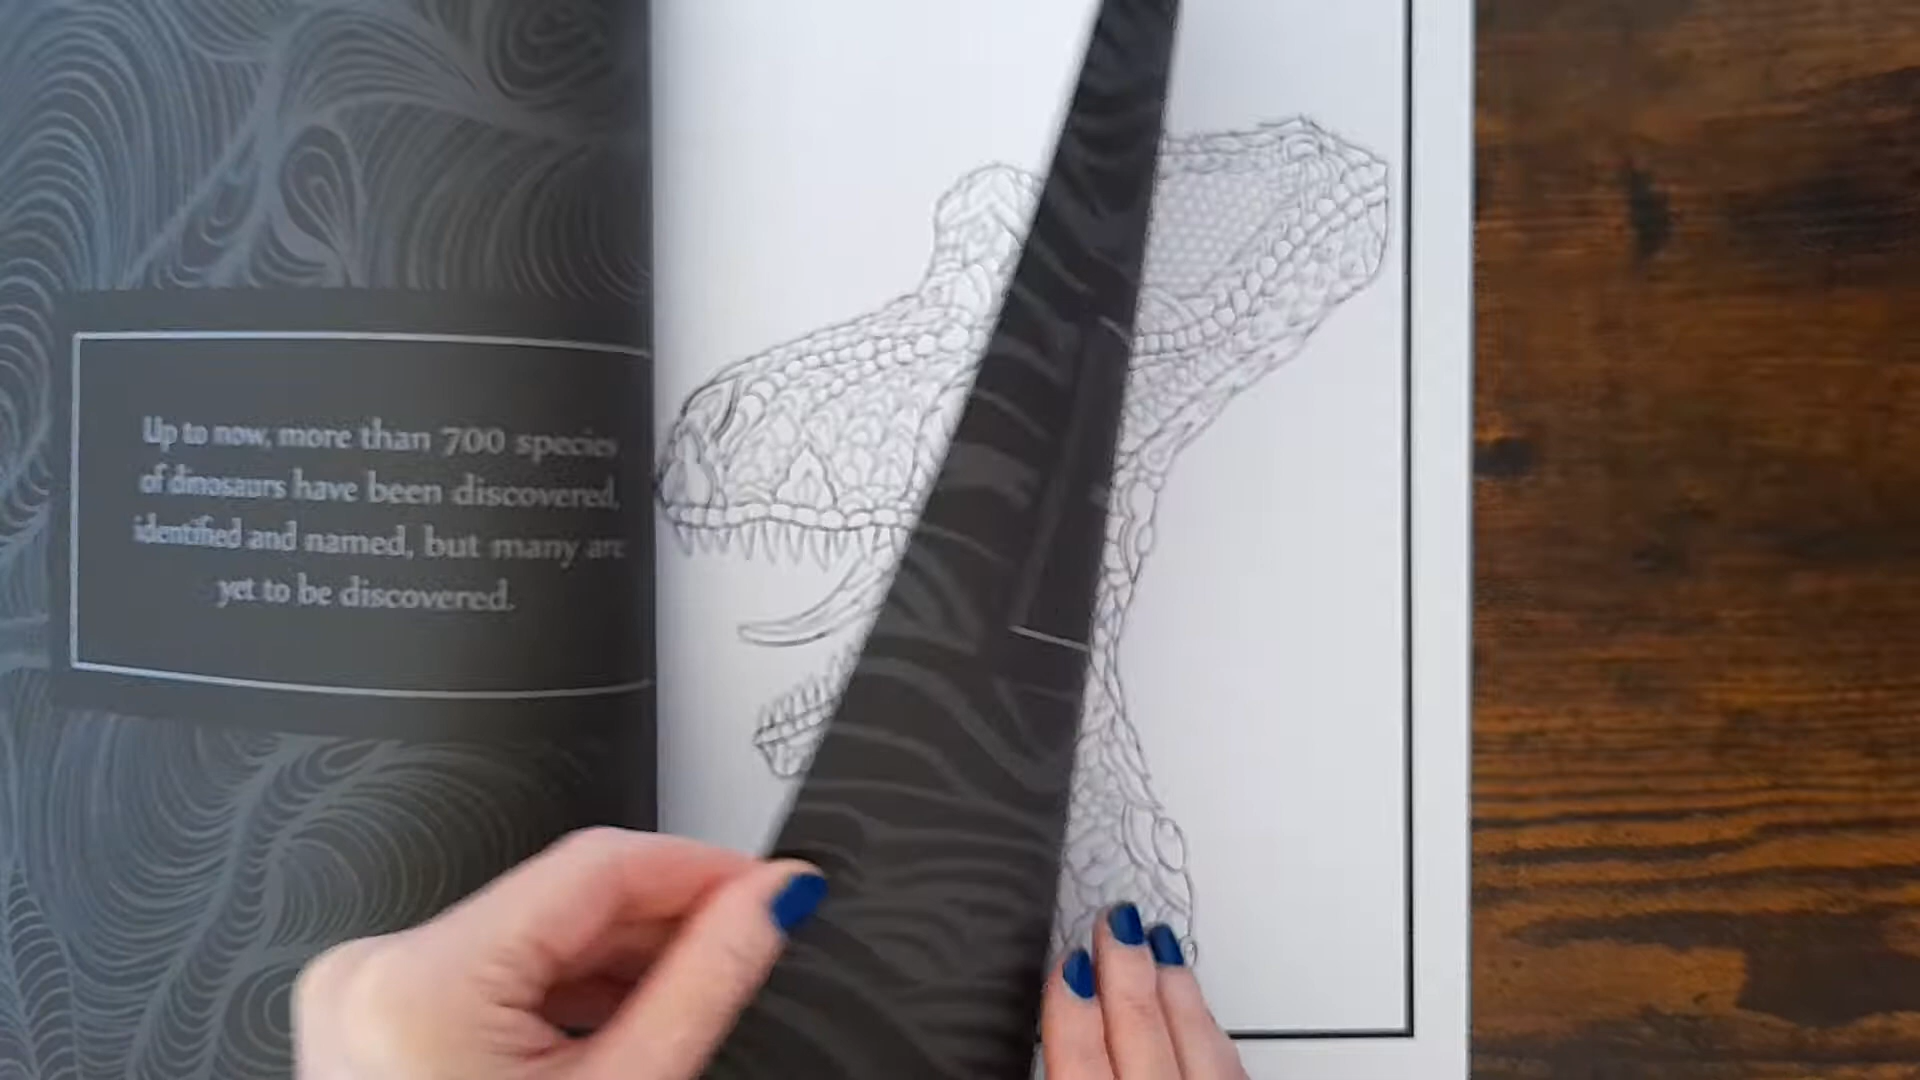 Up to now, more than 700 species
of dinosaurs have been discovered,
identified and named, but many are
yet to be discovered.